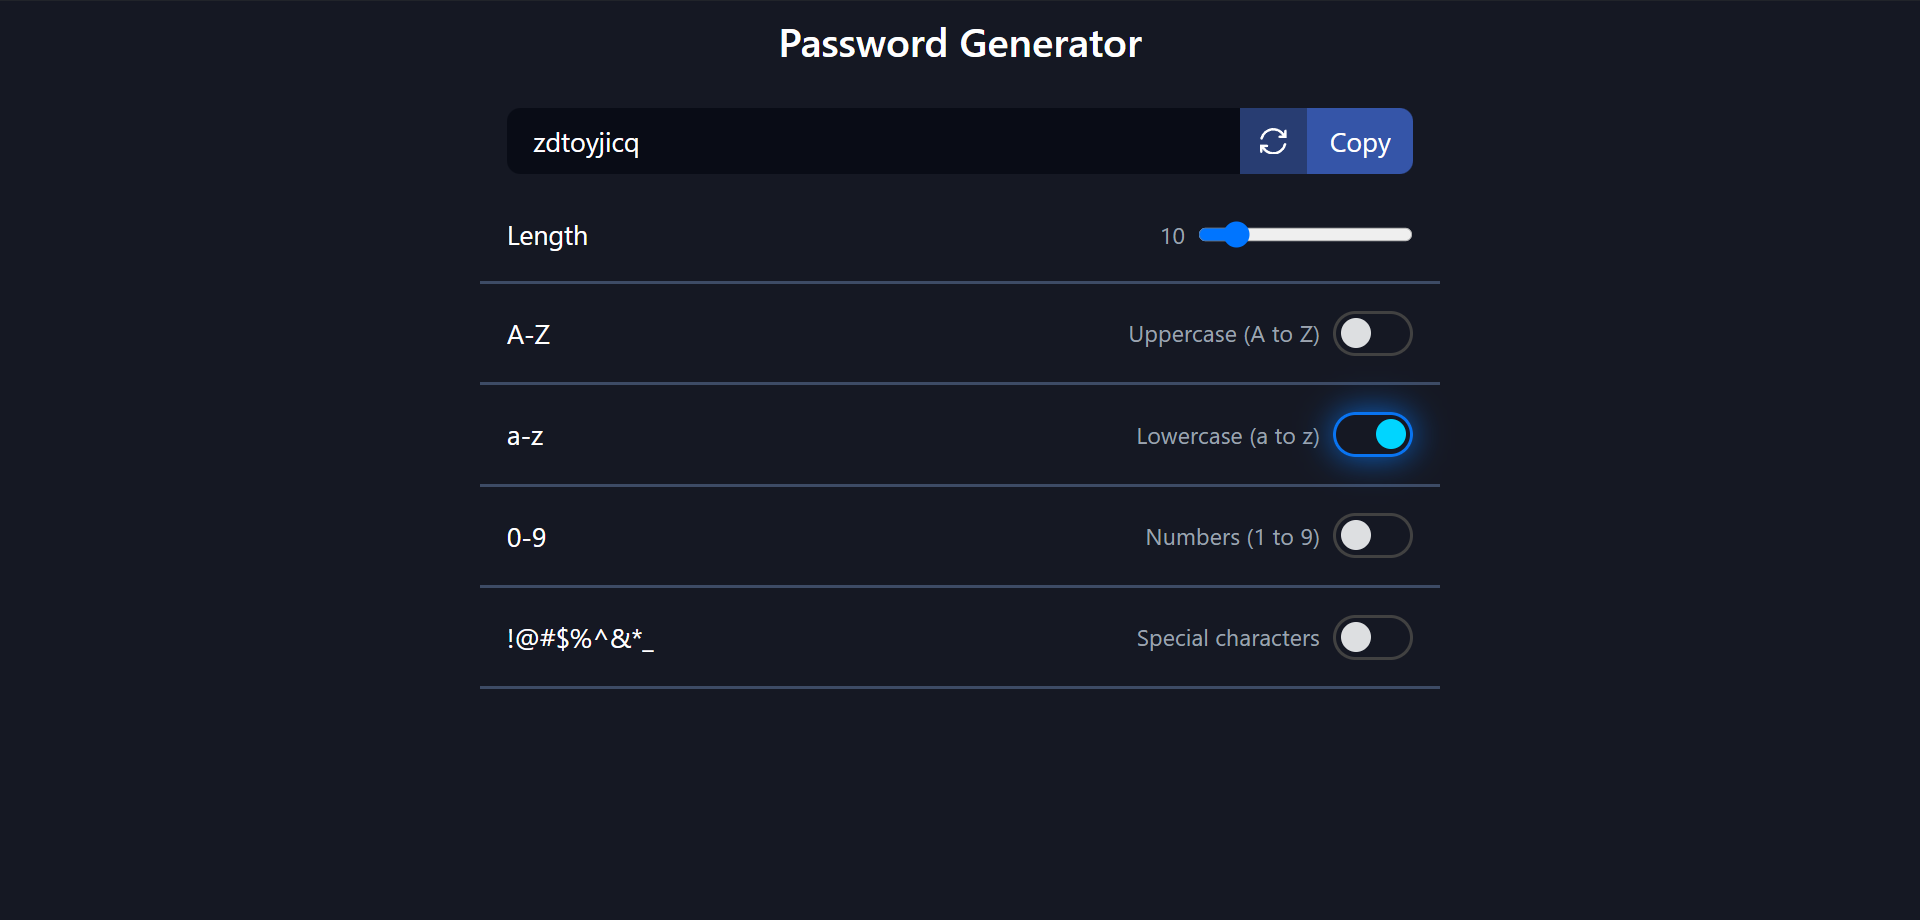 Password Generator
zdtoyjicq
Copy
Length 10
A-Z Uppercase (A to Z)
a-z Lowercase (a to z)
0-9 Numbers (1 to 9)
!@#$%^&*_ Special characters